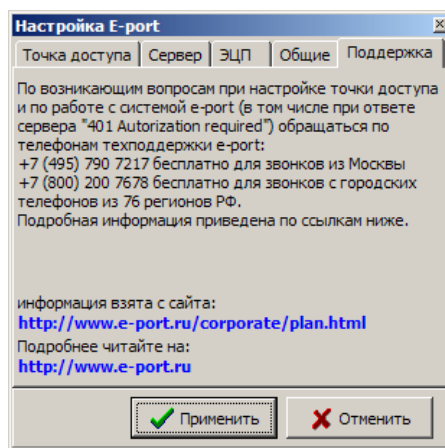 Настройка E-port
Точка доступа Сервер ЭЦП Общие Поддержка
По возникающим вопросам при настройке точки доступа
и по работе с системой e-port (в том числе при ответе
сервера "401 Autorization required") обращаться по
телефонам техподдержки e-port:
+7 (495) 790 7217 бесплатно для звонков из Москвы
+7 (800) 200 7678 бесплатно для звонков с городских
телефонов из 76 регионов РФ.
Подробная информация приведена по ссылкам ниже.
информация взята с сайта:
http://www.e-port.ru/corporate/plan.html
Подробнее читайте на:
http://www.e-port.ru
Применить Отменить